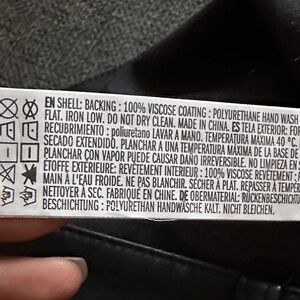 EN SHELL: BACKING : 100% VISCOSE COATING : POLYURETHANE HAND WASH
FLAT. IRON LOW. DO NOT DRY CLEAN. MADE IN CHINA. ES TELA EXTERIOR: FO
RECUBRIMIENTO : poliuretano LAVAR A MANO. TEMPERATURA MÁXIMA 40 °C.
SECADO EXTENDIDO. PLANCHAR A UNA TEMPERATURA MÁXIMA DE LA BASE DE
PLANCHAR CON VAPOR PUEDE CAUSAR DAÑO IRREVERSIBLE. NO LIMPIEZA EN
ÉTOFFE EXTÉRIEURE: REVÊTEMENT INTÉRIEUR : 100% VISCOSE REVÊTEMENT :
MAIN À L'EAU FROIDE. NE PAS BLANCHIR. SÉCHER À PLAT. REPASSER À TEMPÉR
NETTOYER A SEC. FABRIQUÉ EN CHINE. DE OBERMATERIAL: RÜCKENBESCHICHTU
BESCHICHTUNG : POLYURETHAN HANDWÄSCHE KALT. NICHT BLEICHEN.